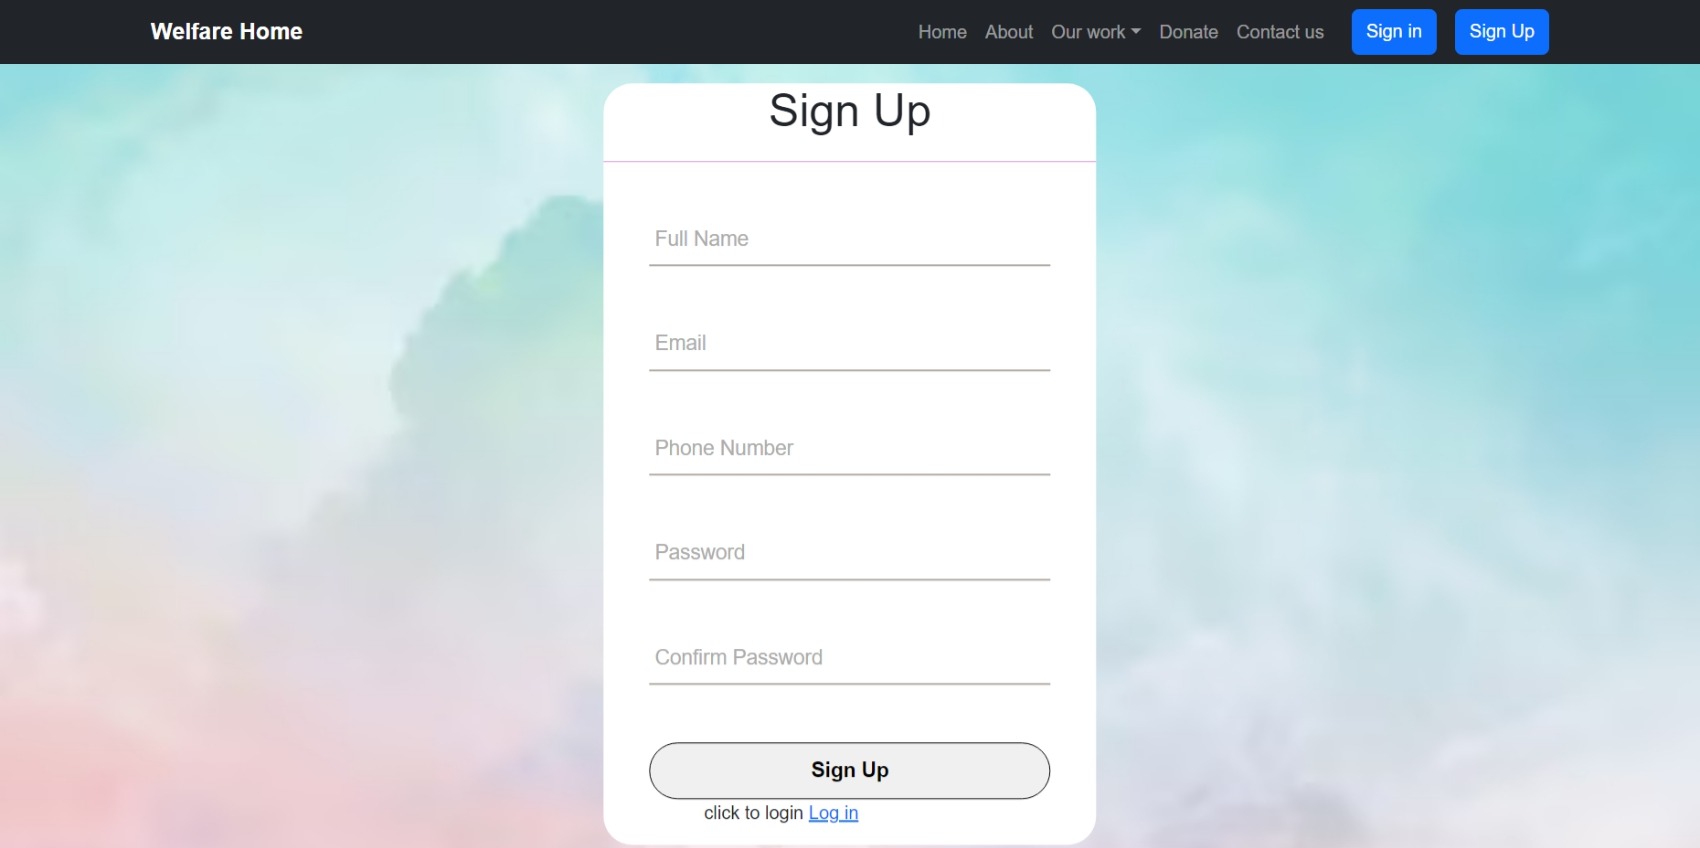 Welfare Home Home About Our work Donate Contact us Sign in Sign Up
Sign Up
Full Name
Email
Phone Number
Password
Confirm Password
Sign Up
click to login Log in